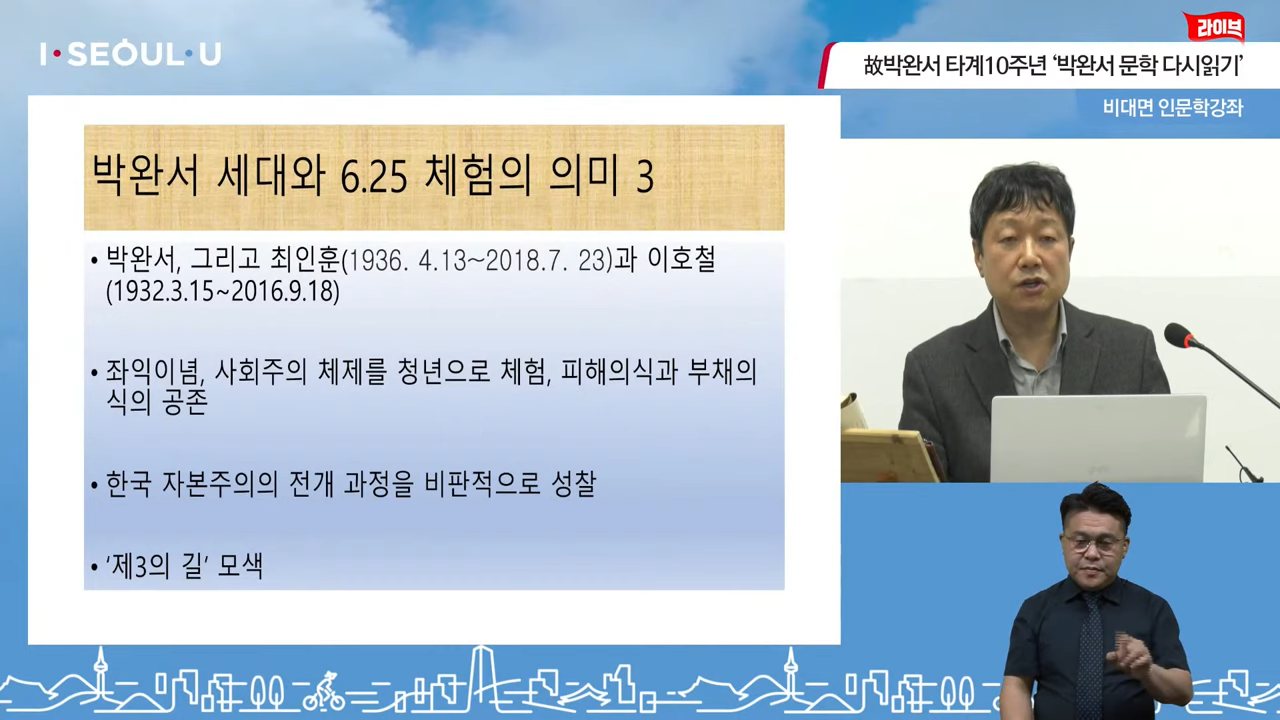 I·SEOUL·U
라이브
故박완서 타계10주년 ‘박완서 문학 다시읽기’
비대면 인문학강좌
박완서 세대와 6.25 체험의 의미 3
• 박완서, 그리고 최인훈(1936. 4.13~2018.7. 23)과 이호철
(1932.3.15~2016.9.18)
• 좌익이념, 사회주의 체제를 청년으로 체험, 피해의식과 부채의
식의 공존
• 한국 자본주의의 전개 과정을 비판적으로 성찰
• ‘제3의 길’ 모색